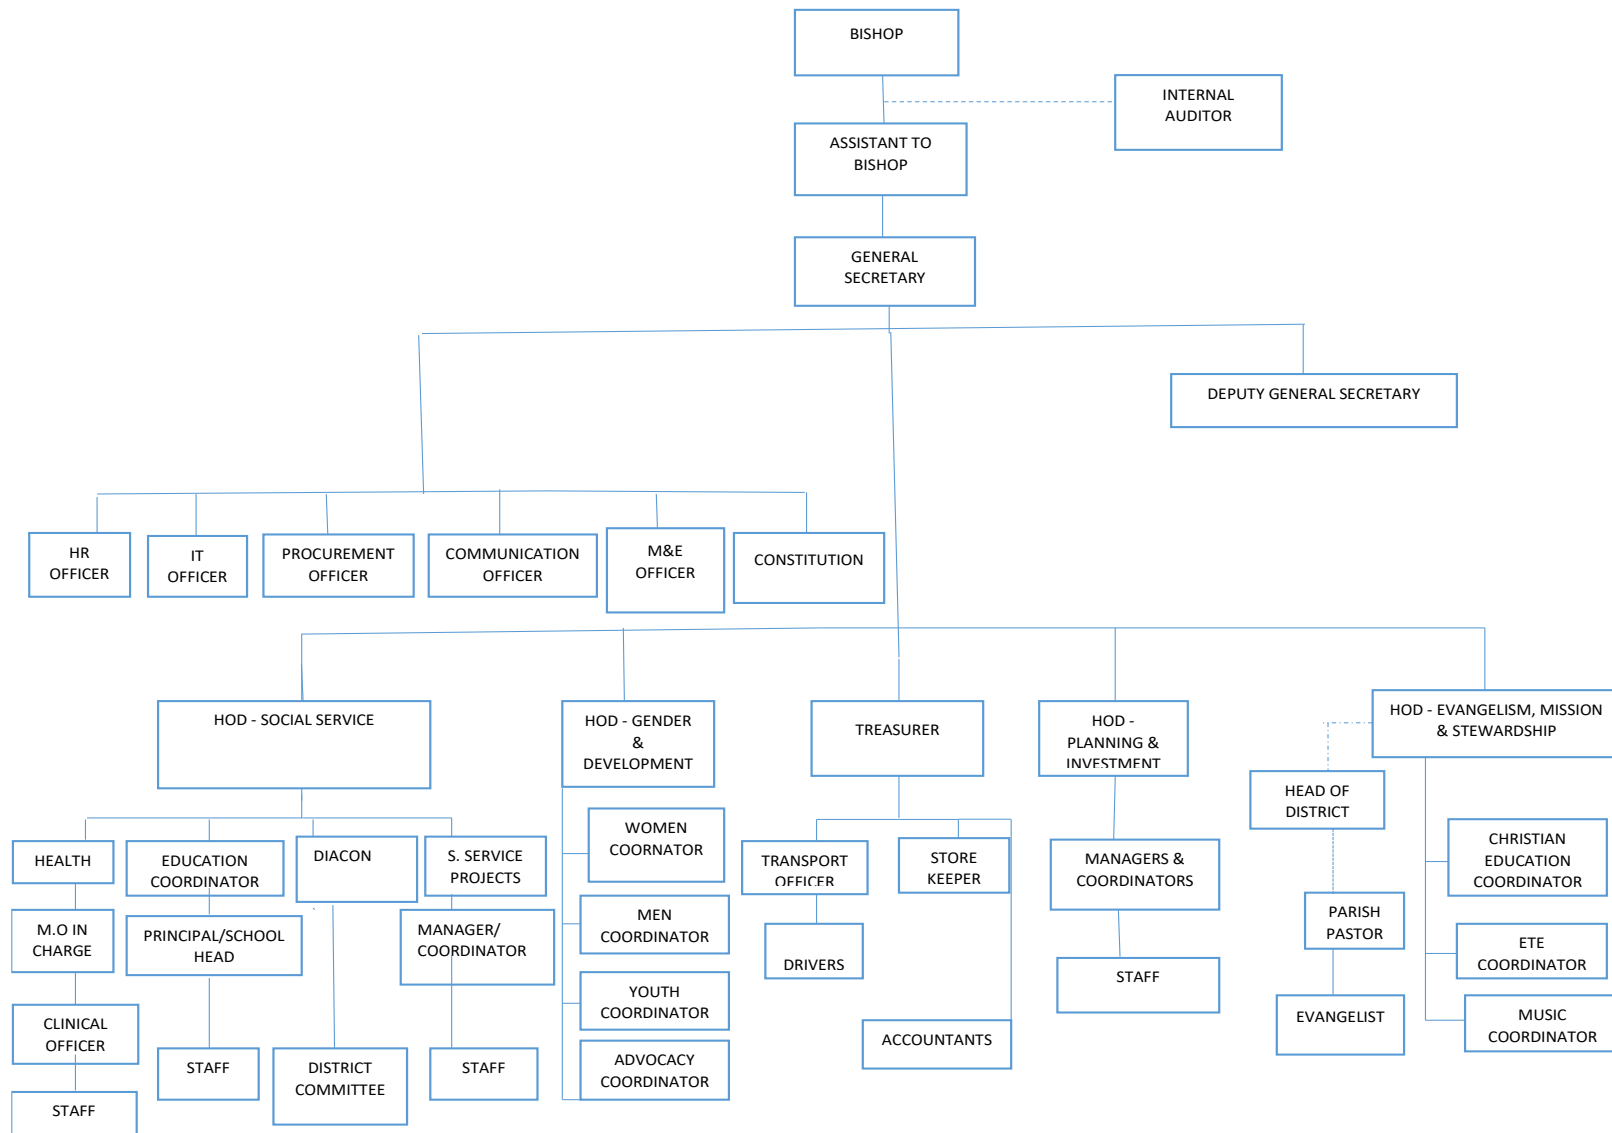 BISHOP
INTERNAL
AUDITOR
ASSISTANT TO
BISHOP
GENERAL
SECRETARY
DEPUTY GENERAL SECRETARY
HR
OFFICER
IT
OFFICER
PROCUREMENT
OFFICER
COMMUNICATION
OFFICER
M&E
OFFICER
CONSTITUTION
HOD - SOCIAL SERVICE
HOD - GENDER
&
DEVELOPMENT
TREASURER
HOD -
PLANNING &
INVESTMENT
HOD - EVANGELISM, MISSION
& STEWARDSHIP
HEALTH
EDUCATION
COORDINATOR
DIACON
S. SERVICE
PROJECTS
WOMEN
COORNATOR
TRANSPORT
OFFICER
STORE
KEEPER
MANAGERS &
COORDINATORS
HEAD OF
DISTRICT
CHRISTIAN
EDUCATION
COORDINATOR
M.O IN
CHARGE
PRINCIPAL/SCHOOL
HEAD
MANAGER/
COORDINATOR
MEN
COORDINATOR
DRIVERS
STAFF
PARISH
PASTOR
ETE
COORDINATOR
CLINICAL
OFFICER
STAFF
DISTRICT
COMMITTEE
STAFF
YOUTH
COORDINATOR
ADVOCACY
COORDINATOR
ACCOUNTANTS
EVANGELIST
MUSIC
COORDINATOR
STAFF